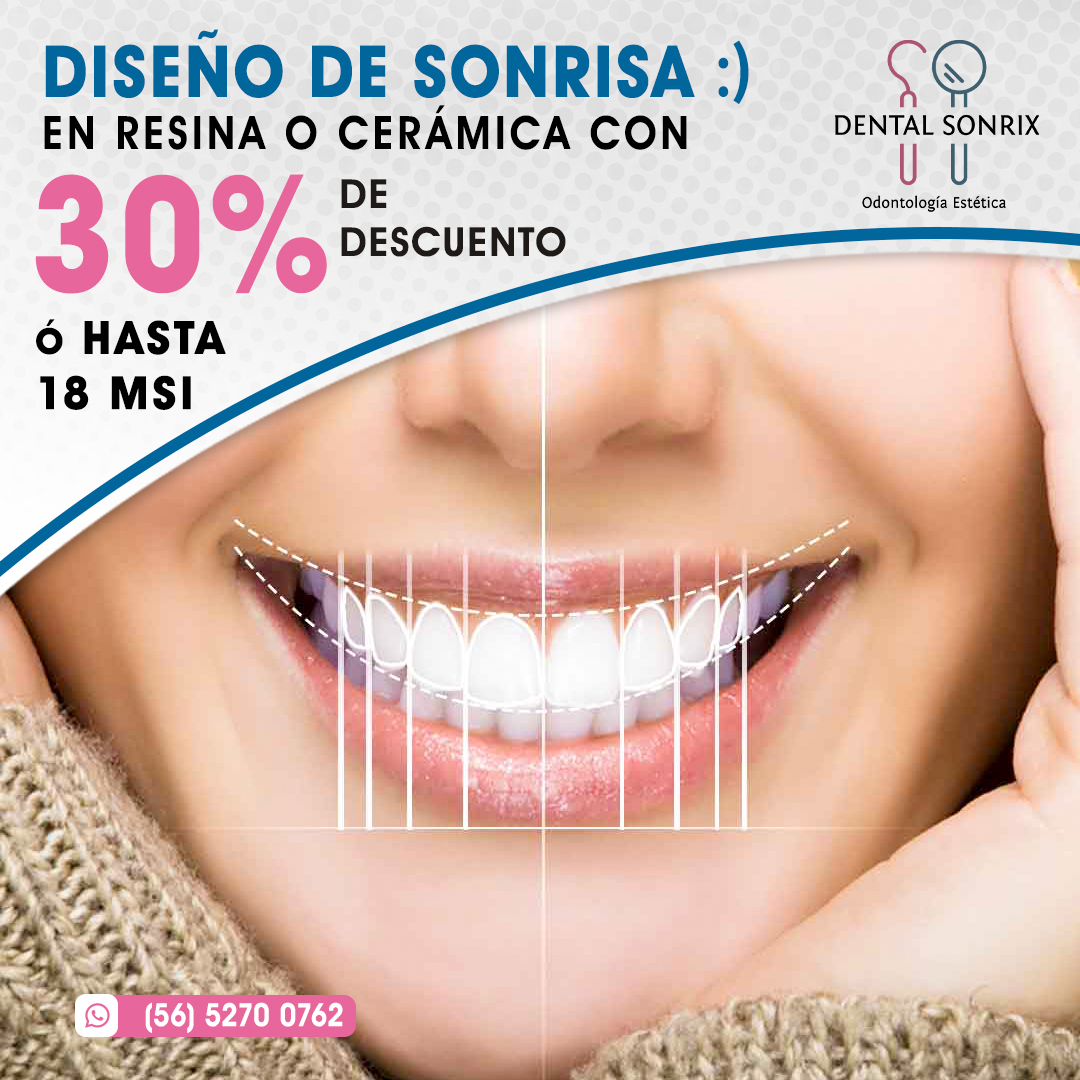 DISEÑO DE SONRISA :)
EN RESINA O CERÁMICA CON
30% DE
DESCUENTO
ó HASTA
18 MSI
DENTAL SONRIX
Odontología Estética
(56) 5270 0762